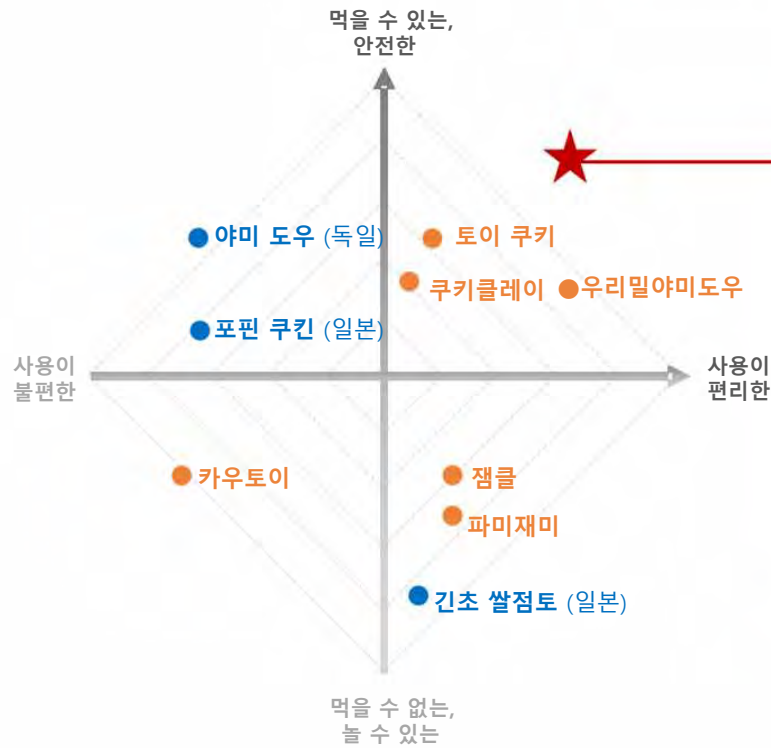 먹을 수 있는,
안전한
야미 도우 (독일)
토이 쿠키
쿠키클레이
우리밀야미도우
포핀 쿠킨 (일본)
사용이
불편한
사용이
편리한
카우토이
잼클
파미재미
긴초 쌀점토 (일본)
먹을 수 없는,
놀 수 있는